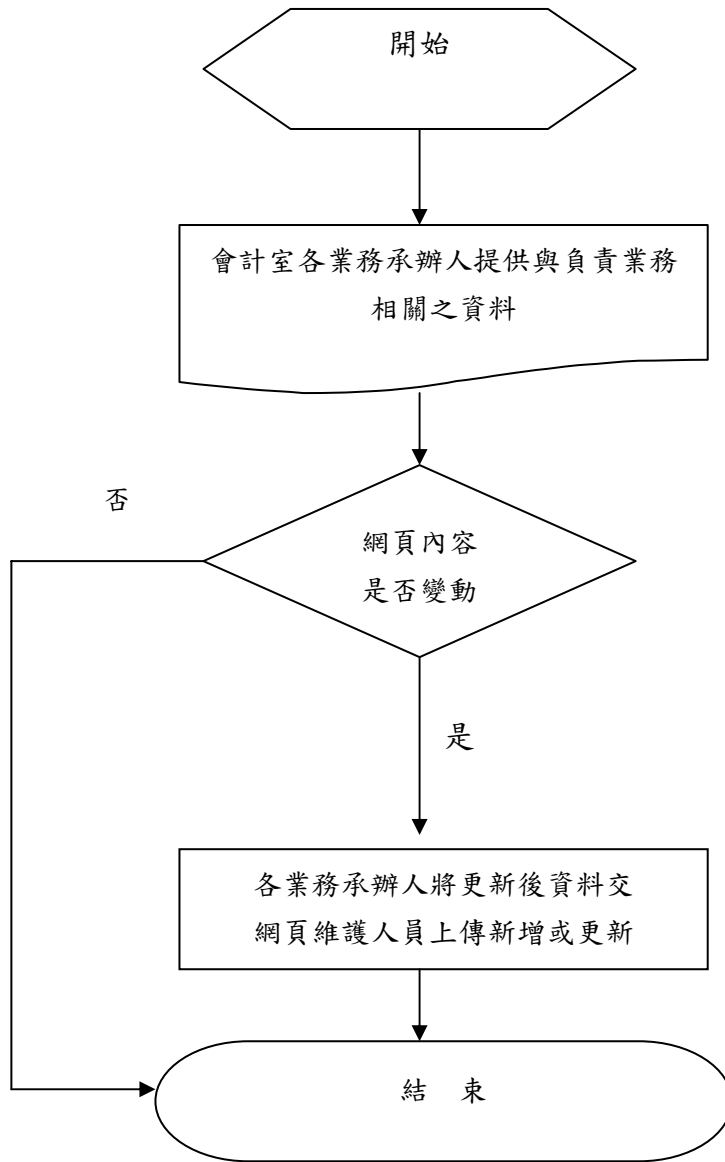 開始
會計室各業務承辦人提供與負責業務
相關之資料
否
網頁內容
是否變動
是
各業務承辦人將更新後資料交
網頁維護人員上傳新增或更新
結 束